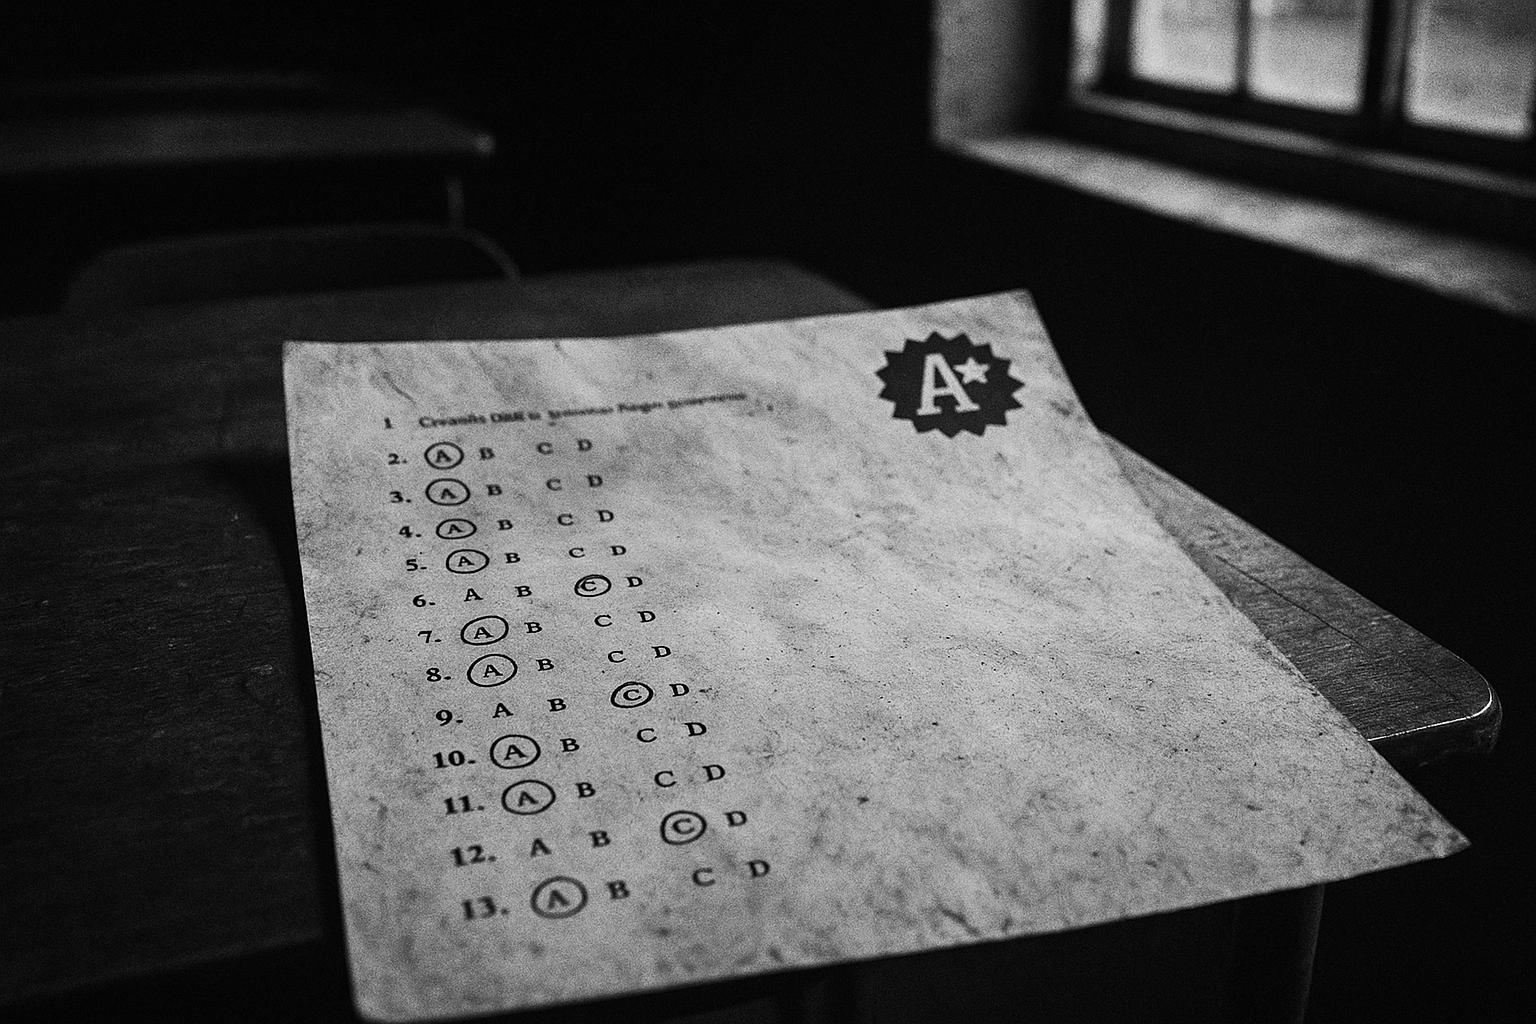 A
1
2. A B C D
3. A B C D
4. A B C D
5. A B C D
6. A B C D
7. A B C D
8. A B C D
9. A B C D
10. A B C D
11. A B C D
12. A B C D
13. A B C D